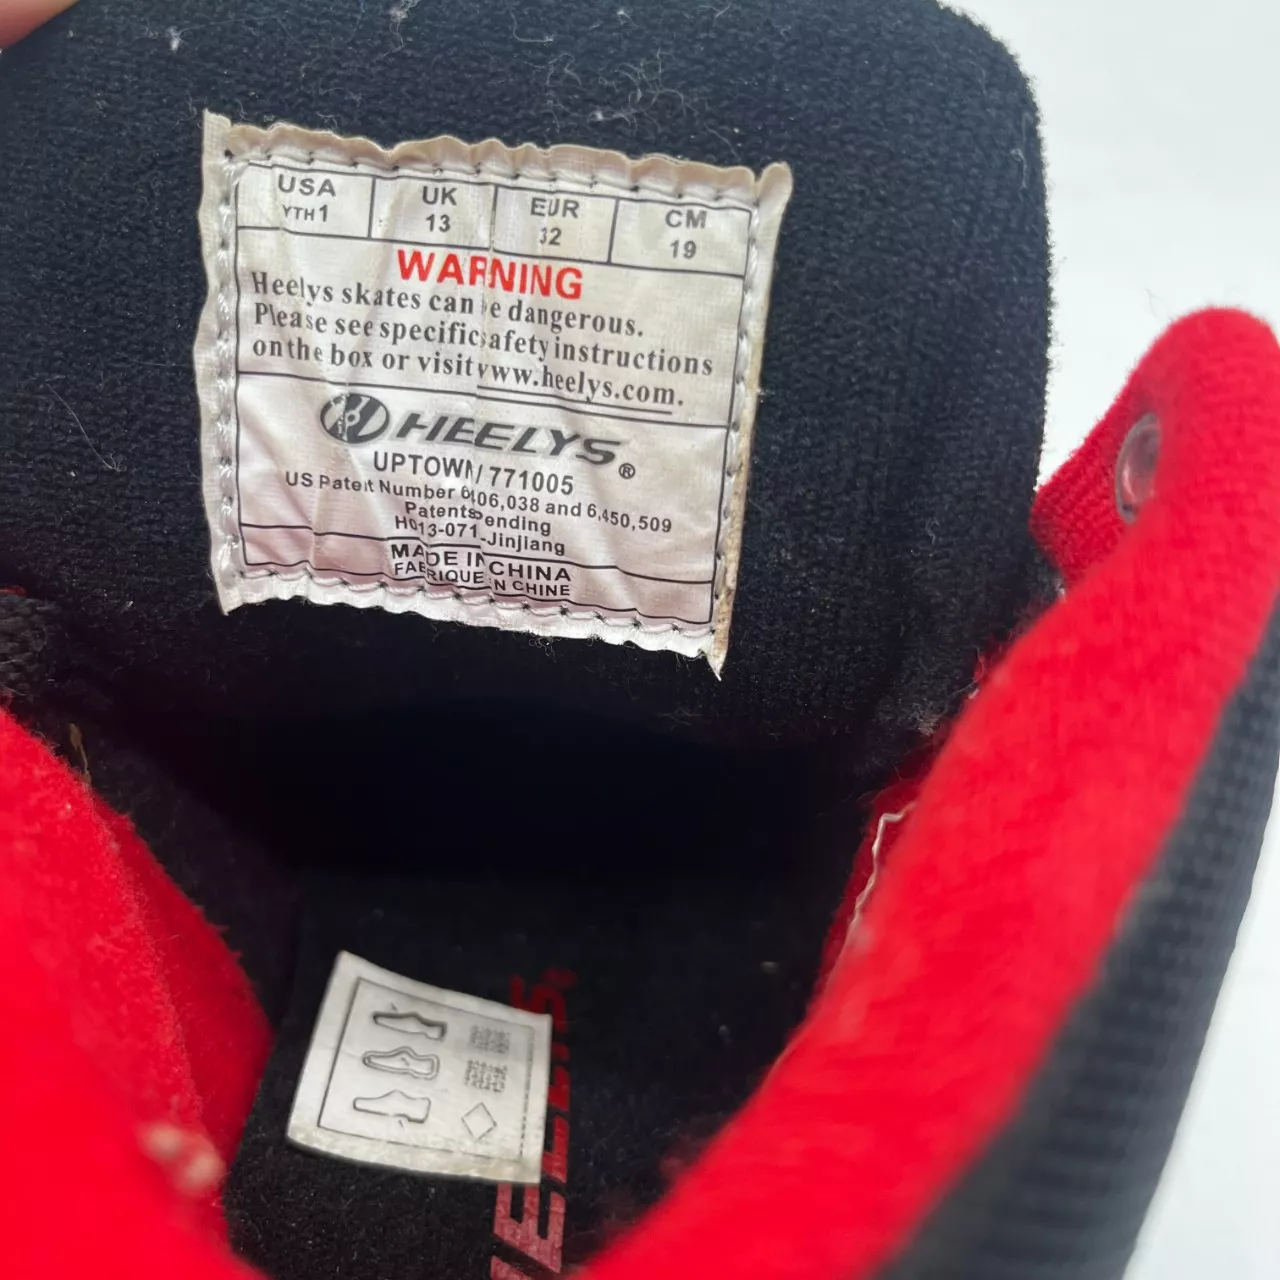 USA UK EUR CM
YTH1 13 32 19
WARNING
Heelys skates can be dangerous.
Please see specific safety instructions
on the box or visit www.heelys.com.
HEELYS®
UPTOWN/771005
US Patent Number 6,406,038 and 6,450,509
Patents Pending
H013-071-Jinjiang
MADE IN CHINA
FABRIQUE EN CHINE
HEELYS